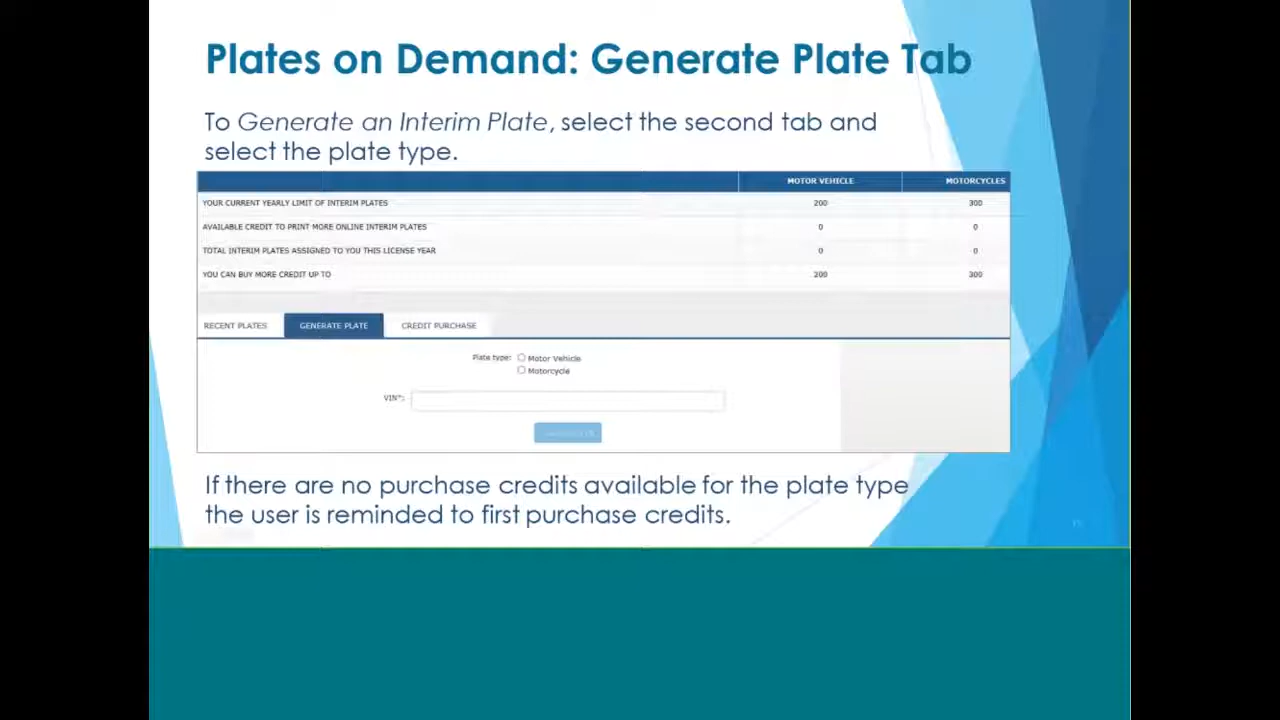 Plates on Demand: Generate Plate Tab
To Generate an Interim Plate, select the second tab and
select the plate type.
MOTOR VEHICLE MOTORCYCLES
YOUR CURRENT YEARLY LIMIT OF INTERIM PLATES 200 300
AVAILABLE CREDIT TO PRINT MORE ONLINE INTERIM PLATES 0 0
TOTAL INTERIM PLATES ASSIGNED TO YOU THIS LICENSE YEAR 0 0
YOU CAN BUY MORE CREDIT UP TO 200 300
RECENT PLATES GENERATE PLATE CREDIT PURCHASE
Plate type: Motor Vehicle
Motorcycle
VIN*:
If there are no purchase credits available for the plate type
the user is reminded to first purchase credits.